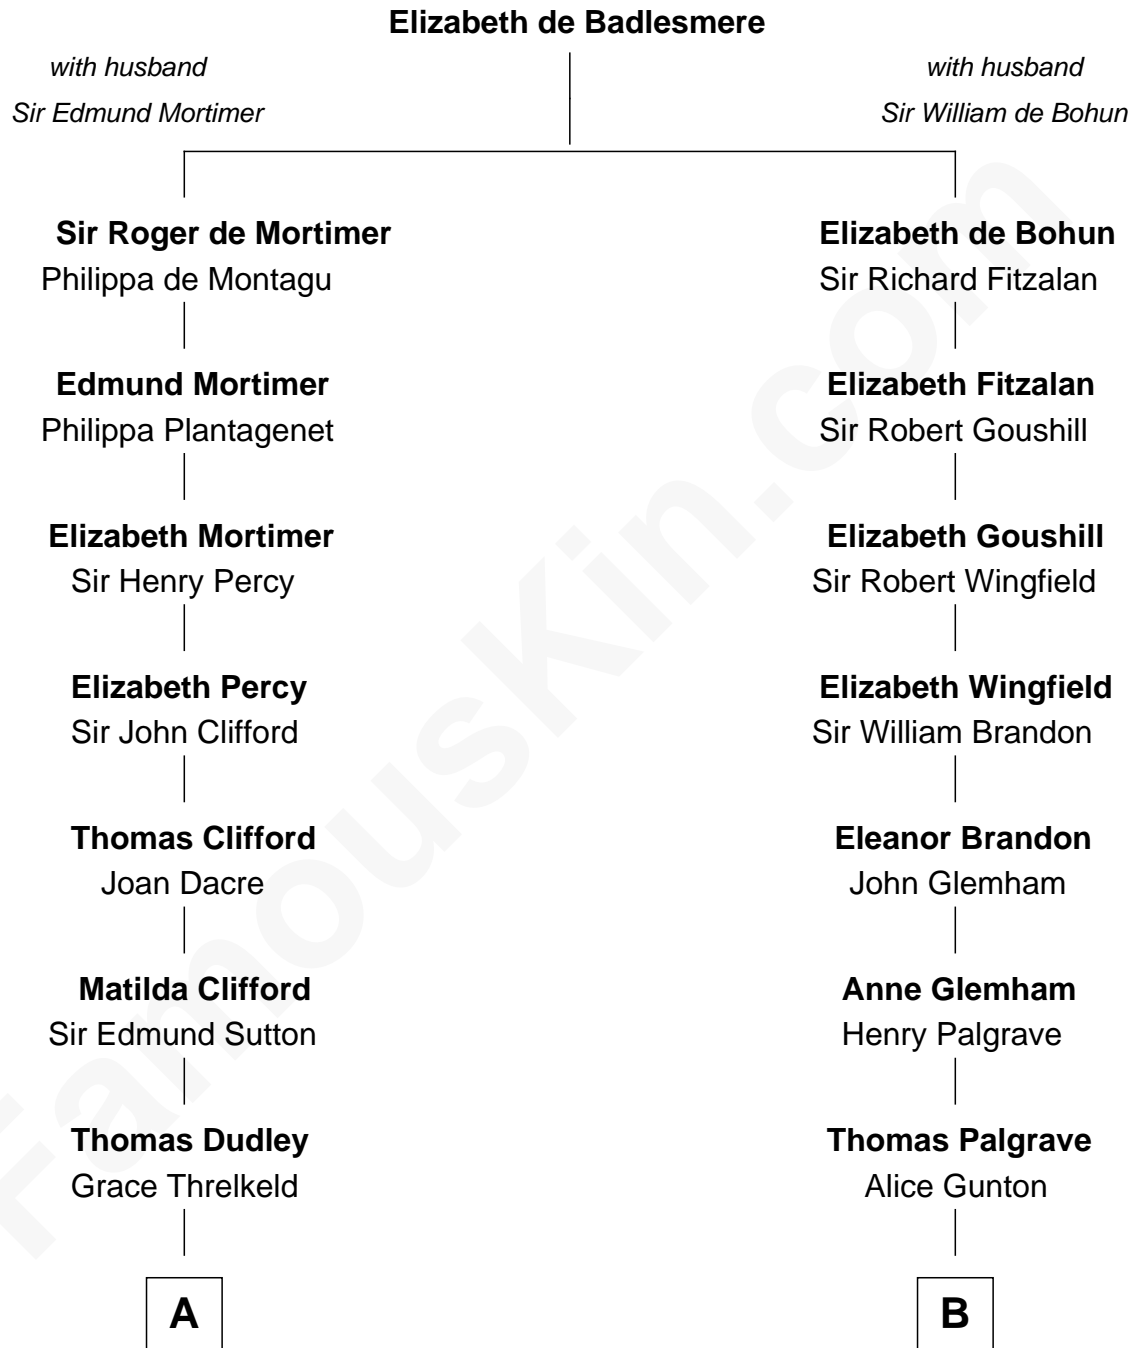 Elizabeth de Badlesmere
with husband
Sir Edmund Mortimer
with husband
Sir William de Bohun
Sir Roger de Mortimer
Philippa de Montagu
Elizabeth de Bohun
Sir Richard Fitzalan
Edmund Mortimer
Philippa Plantagenet
Elizabeth Fitzalan
Sir Robert Goushill
Elizabeth Mortimer
Sir Henry Percy
Elizabeth Goushill
Sir Robert Wingfield
Elizabeth Percy
Sir John Clifford
Elizabeth Wingfield
Sir William Brandon
Thomas Clifford
Joan Dacre
Eleanor Brandon
John Glemham
Matilda Clifford
Sir Edmund Sutton
Anne Glemham
Henry Palgrave
Thomas Dudley
Grace Threlkeld
Thomas Palgrave
Alice Gunton
A
B
FamousKin.com